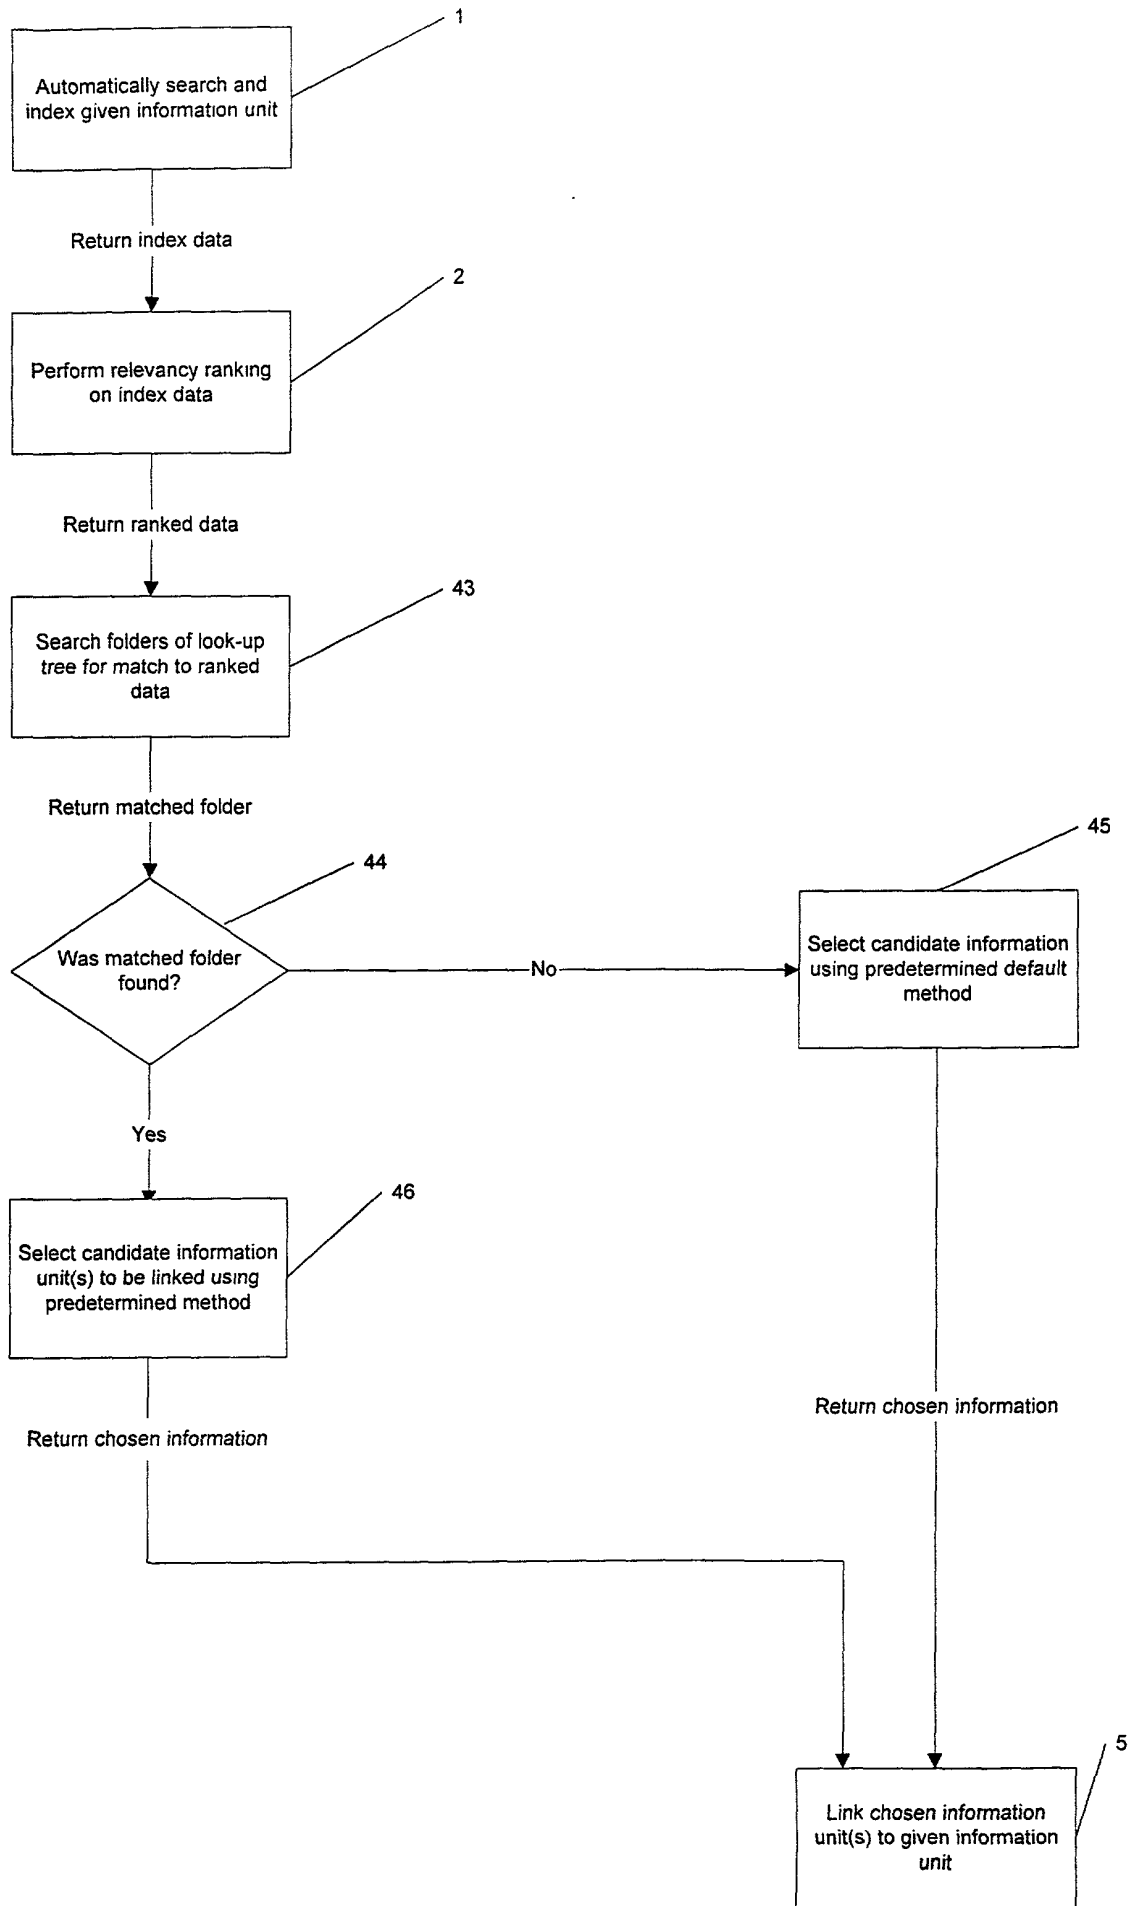 1
Automatically search and
index given information unit
Return index data
2
Perform relevancy ranking
on index data
Return ranked data
43
Search folders of look-up
tree for match to ranked
data
Return matched folder
44
Was matched folder
found?
No
45
Select candidate information
using predetermined default
method
Yes
46
Select candidate information
unit(s) to be linked using
predetermined method
Return chosen information
Return chosen information
5
Link chosen information
unit(s) to given information
unit